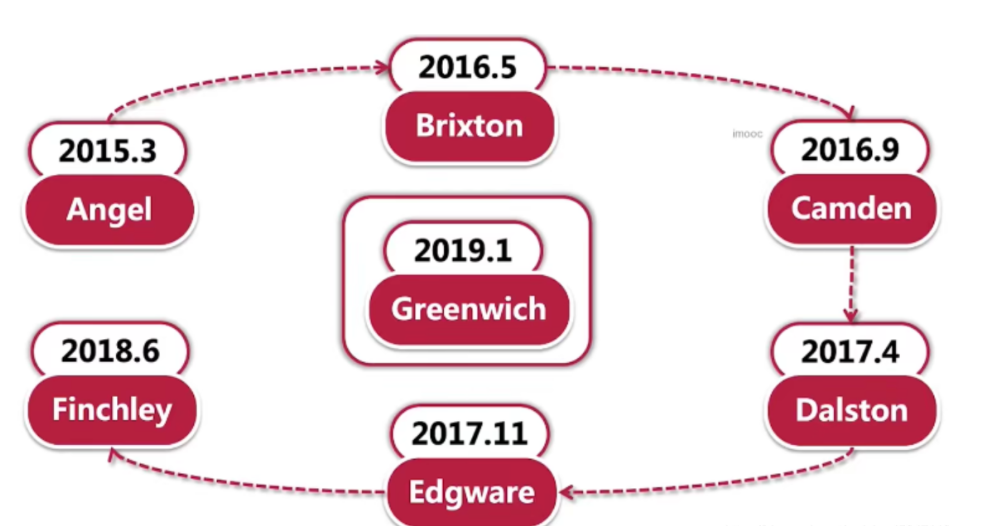 2016.5
Brixton
2015.3
Angel
imooc
2016.9
Camden
2019.1
Greenwich
2018.6
Finchley
2017.4
Dalston
2017.11
Edgware